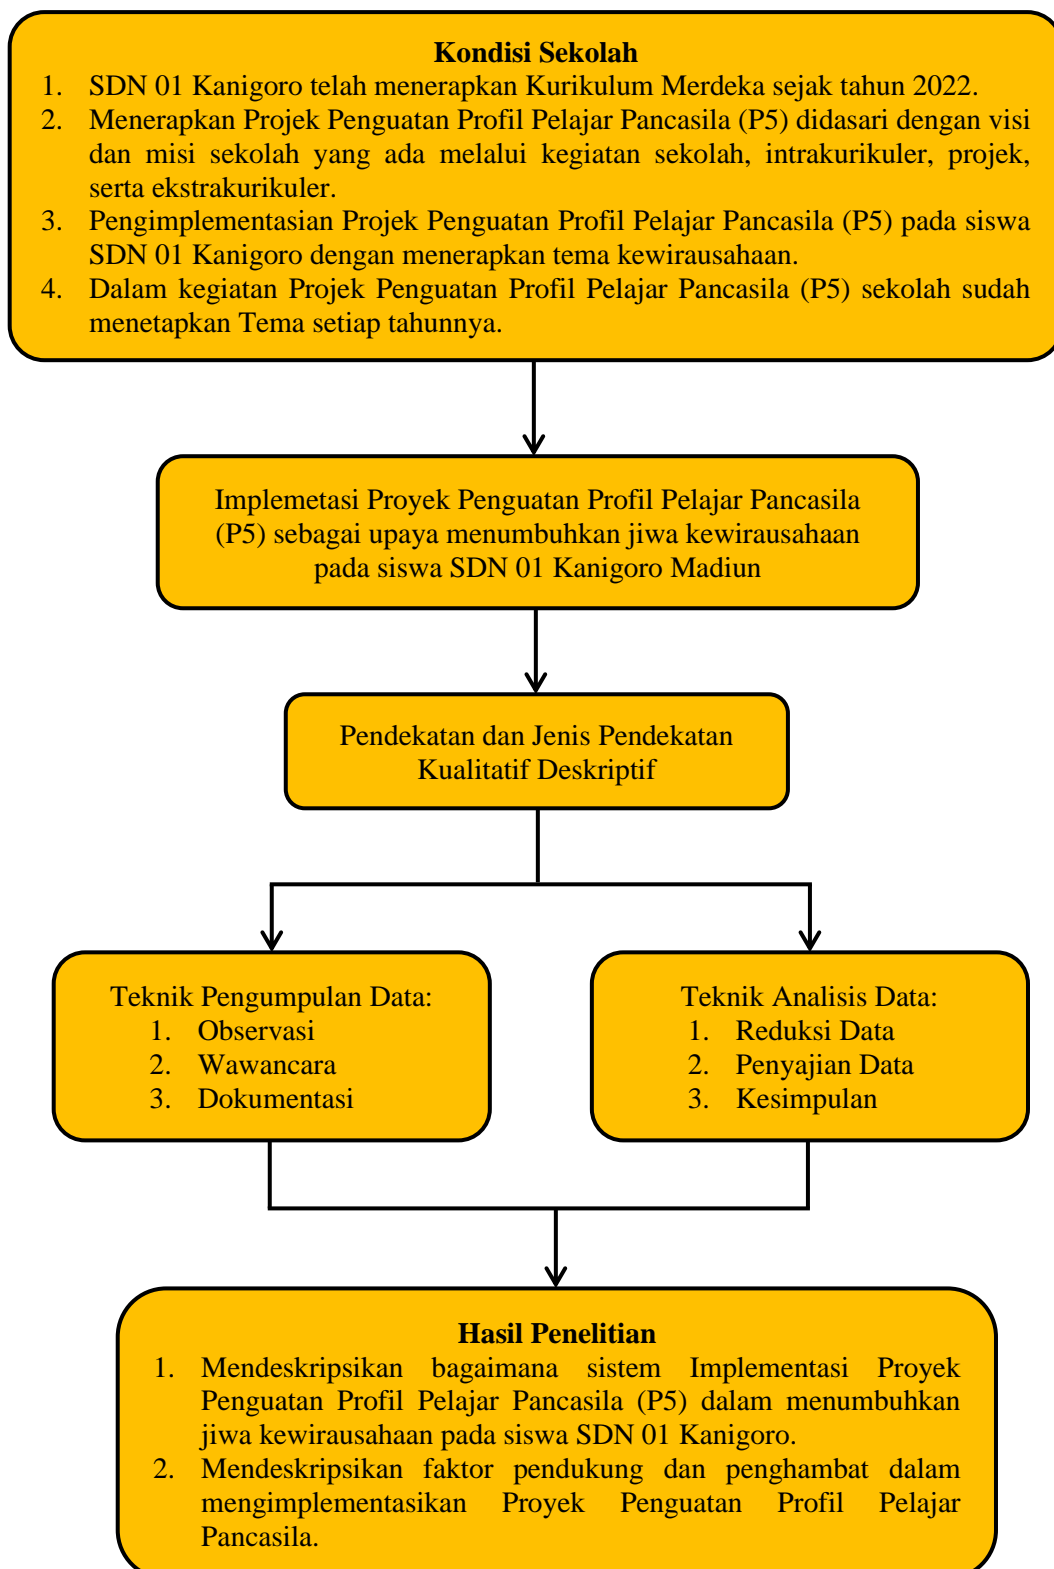 Kondisi Sekolah
1. SDN 01 Kanigoro telah menerapkan Kurikulum Merdeka sejak tahun 2022.
2. Menerapkan Projek Penguatan Profil Pelajar Pancasila (P5) didasari dengan visi
dan misi sekolah yang ada melalui kegiatan sekolah, intrakurikuler, projek,
serta ekstrakurikuler.
3. Pengimplementasian Projek Penguatan Profil Pelajar Pancasila (P5) pada siswa
SDN 01 Kanigoro dengan menerapkan tema kewirausahaan.
4. Dalam kegiatan Projek Penguatan Profil Pelajar Pancasila (P5) sekolah sudah
menetapkan Tema setiap tahunnya.
Implemetasi Proyek Penguatan Profil Pelajar Pancasila
(P5) sebagai upaya menumbuhkan jiwa kewirausahaan
pada siswa SDN 01 Kanigoro Madiun
Pendekatan dan Jenis Pendekatan
Kualitatif Deskriptif
Teknik Pengumpulan Data:
1. Observasi
2. Wawancara
3. Dokumentasi
Teknik Analisis Data:
1. Reduksi Data
2. Penyajian Data
3. Kesimpulan
Hasil Penelitian
1. Mendeskripsikan bagaimana sistem Implementasi Proyek
Penguatan Profil Pelajar Pancasila (P5) dalam menumbuhkan
jiwa kewirausahaan pada siswa SDN 01 Kanigoro.
2. Mendeskripsikan faktor pendukung dan penghambat dalam
mengimplementasikan Proyek Penguatan Profil Pelajar
Pancasila.